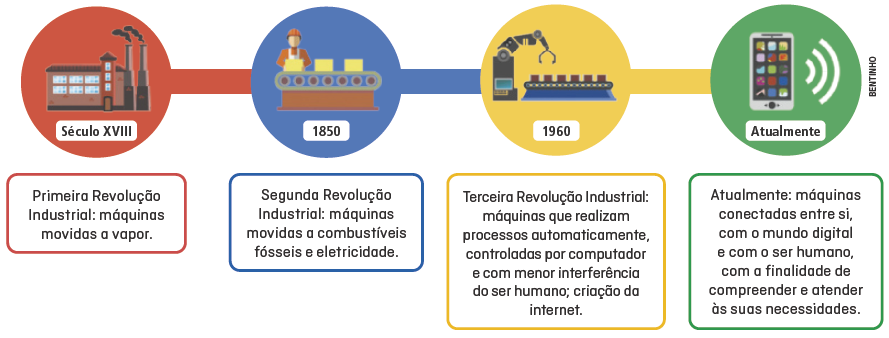 Século XVIII
1850
1960
Atualmente
BENTINHO
Primeira Revolução
Industrial: máquinas
movidas a vapor.
Segunda Revolução
Industrial: máquinas
movidas a combustíveis
fósseis e eletricidade.
Terceira Revolução Industrial:
máquinas que realizam
processos automaticamente,
controladas por computador
e com menor interferência
do ser humano; criação da
internet.
Atualmente: máquinas
conectadas entre si,
com o mundo digital
e com o ser humano,
com a finalidade de
compreender e atender
às suas necessidades.